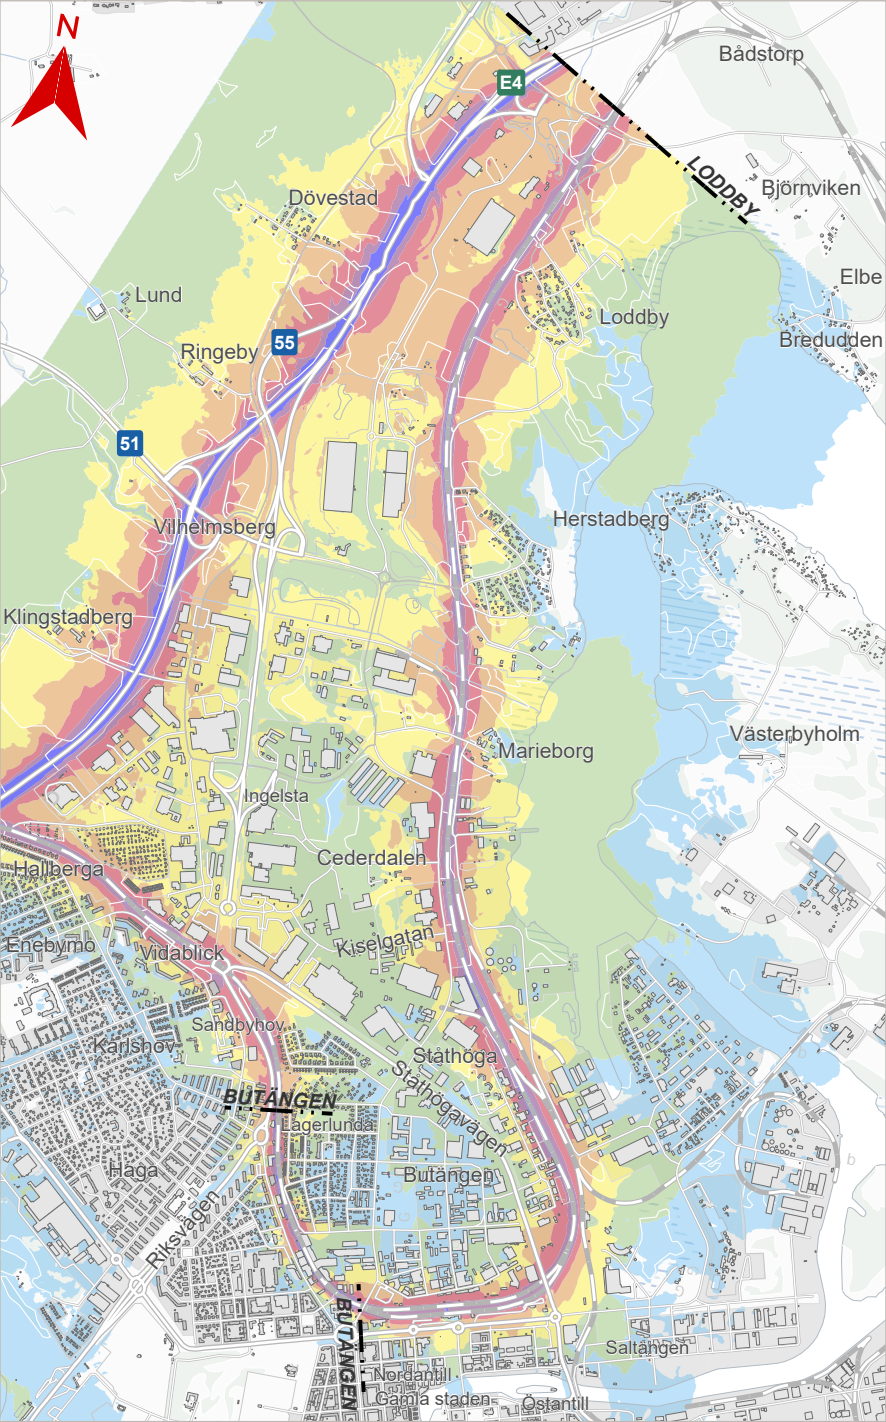 N
Bådstorp
E4
LODDBY
Björnviken
Dövestad
Elbe
Lund
Loddby
55
Bredudden
Ringeby
51
Herstadberg
Vilhelmsberg
Klingstadberg
Västerbyholm
Marieborg
Ingelsta
Cederdalen
Hallberga
Kiselgatan
Enebymo
Vidablick
Sandbyhov
Karlshov
Ståthöga
Ståthögavägen
BUTÄNGEN
Lagerlunda
b
Haga
Butängen
Riksvägen
BUTÄNGEN
Saltängen
Nordantill
Gamla staden
Östantill